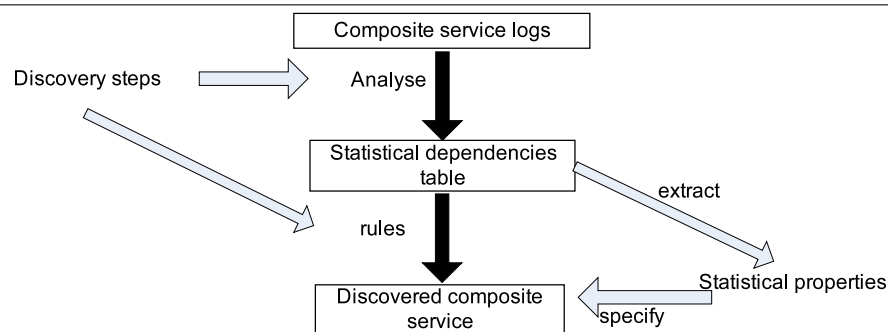 Composite service logs
Discovery steps
Analyse
Statistical dependencies
table
extract
rules
Statistical properties
Discovered composite
service
specify